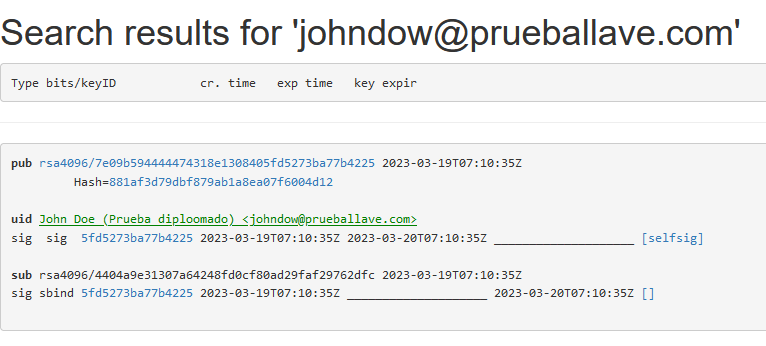 Search results for 'johndow@prueballave.com'
Type bits/keyID cr. time exp time key expir
pub rsa4096/7e09b594444474318e1308405fd5273ba77b4225 2023-03-19T07:10:35Z
Hash=881af3d79dbf879ab1a8ea07f6004d12
uid John Doe (Prueba diploomado) <johndow@prueballave.com>
sig sig 5fd5273ba77b4225 2023-03-19T07:10:35Z 2023-03-20T07:10:35Z ____________________ [selfsig]
sub rsa4096/4404a9e31307a64248fd0cf80ad29faf29762dfc 2023-03-19T07:10:35Z
sig sbind 5fd5273ba77b4225 2023-03-19T07:10:35Z ____________________ 2023-03-20T07:10:35Z []